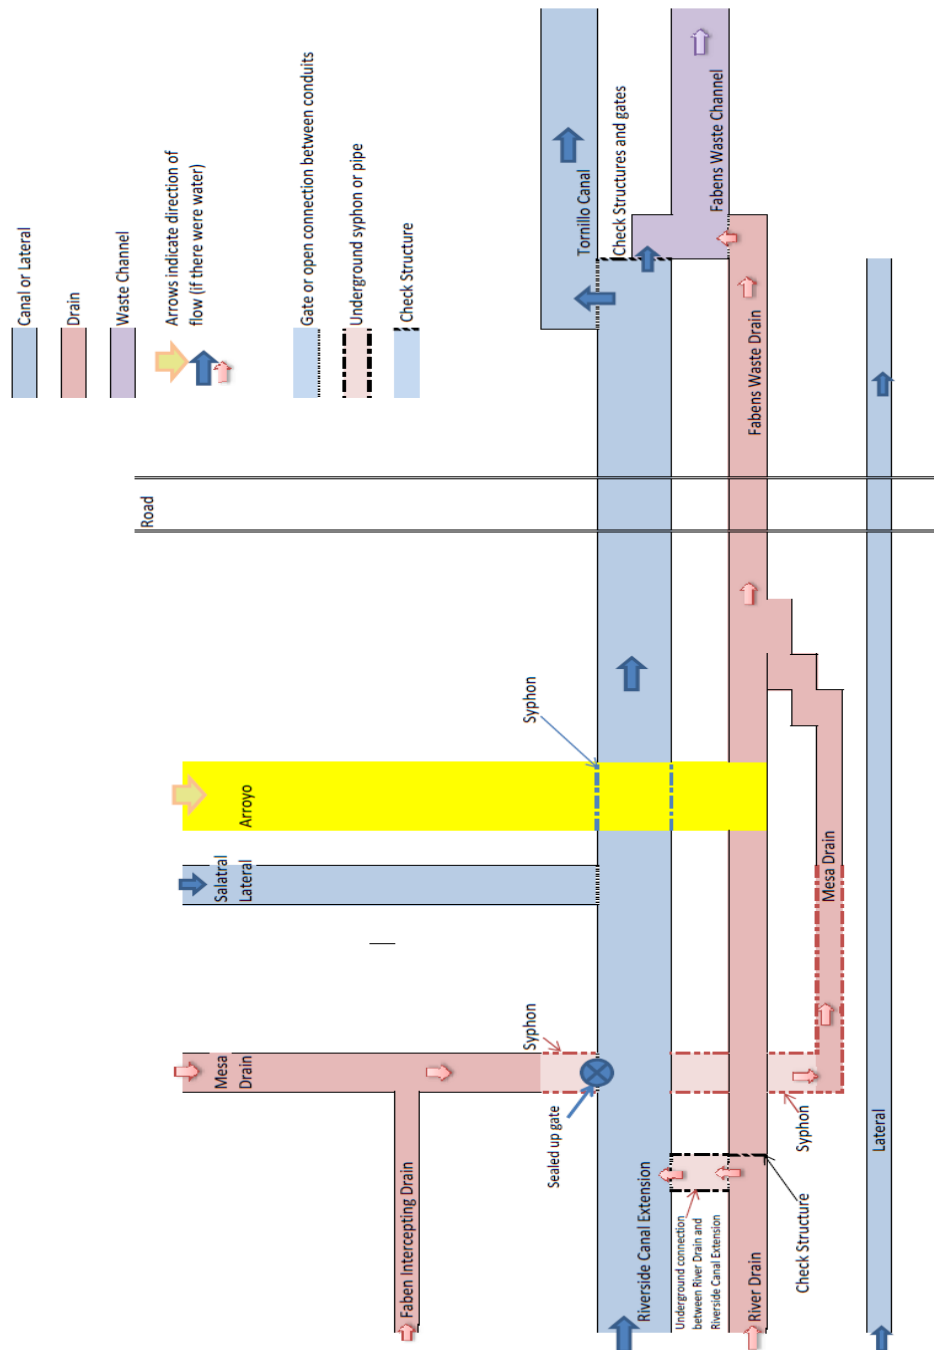 Canal or Lateral
Drain
Waste Channel
Arrows indicate direction of
flow (if there were water)
Gate or open connection between conduits
Underground syphon or pipe
Check Structure
Road
Tornillo Canal
Check Structures and gates
Fabens Waste Channel
Fabens Waste Drain
Syphon
Arroyo
Salatral
Lateral
Mesa
Drain
Syphon
Sealed up gate
Mesa Drain
Syphon
Faben Intercepting Drain
Riverside Canal Extension
Underground connection
between River Drain and
Riverside Canal Extension
River Drain
Check Structure
Lateral